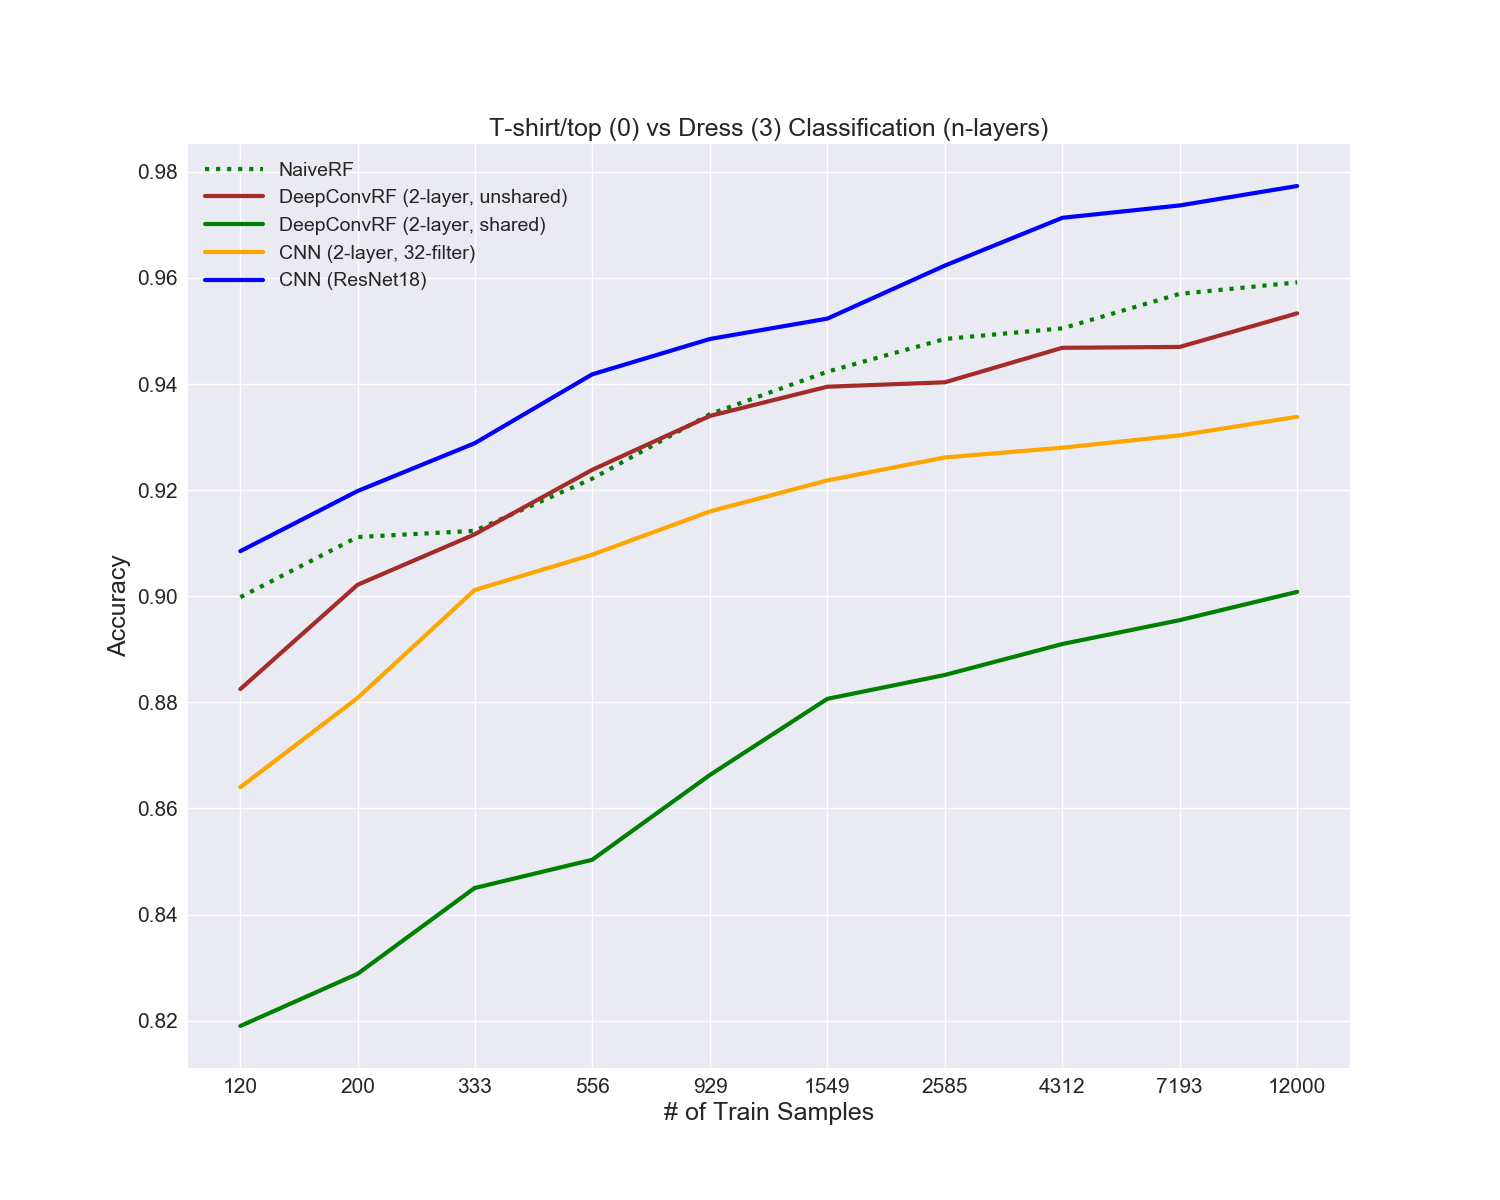 T-shirt/top (0) vs Dress (3) Classification (n-layers)
NaiveRF
DeepConvRF (2-layer, unshared)
DeepConvRF (2-layer, shared)
CNN (2-layer, 32-filter)
CNN (ResNet18)
Accuracy
0.98
0.96
0.94
0.92
0.90
0.88
0.86
0.84
0.82
120 200 333 556 929 1549 2585 4312 7193 12000
# of Train Samples